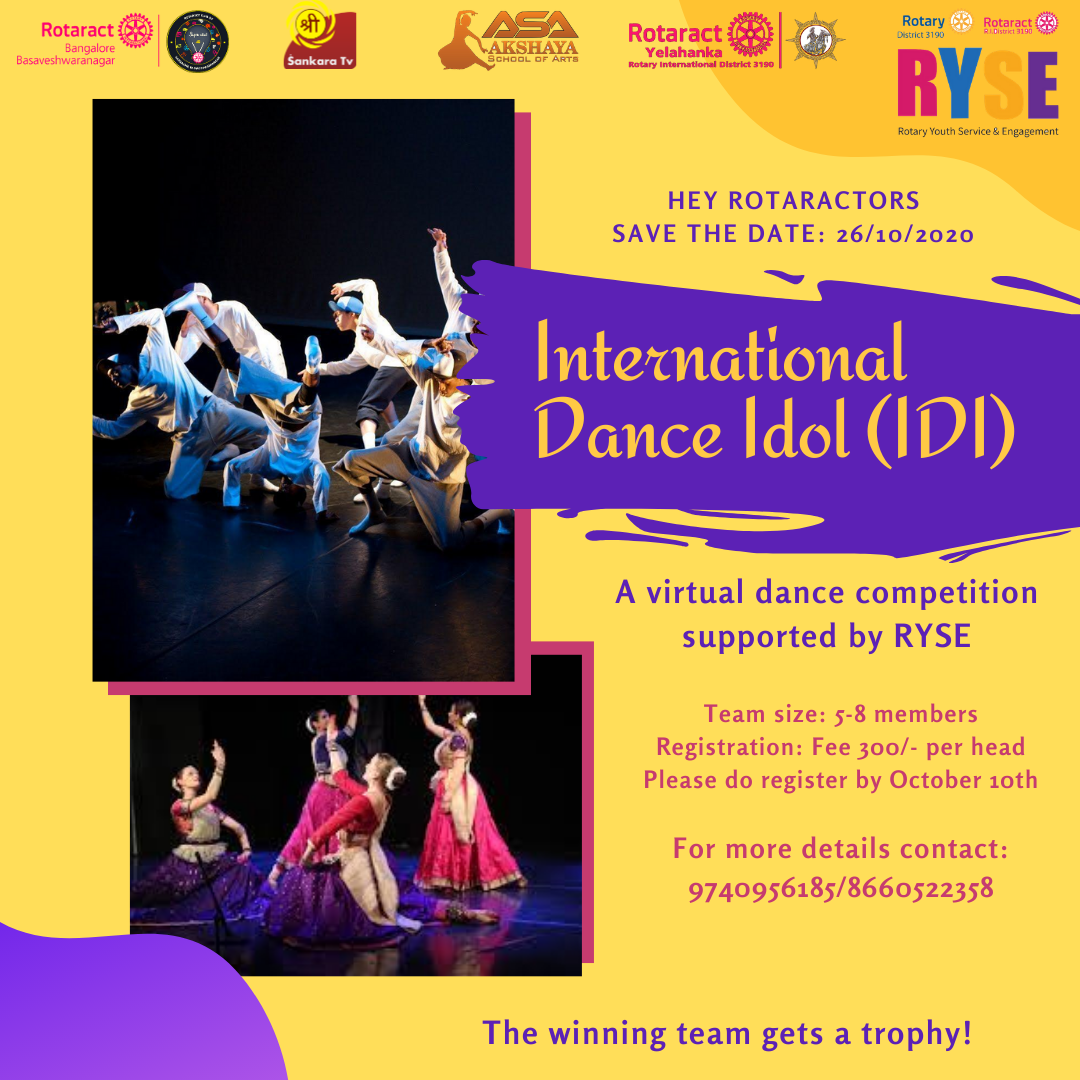 Rotaract
Bangalore
Basaveshwaranagar
श्री
Sankara Tv
ASA
AKSHAYA
SCHOOL OF ARTS
Rotaract
Yelahanka
Rotary International District 3190
Rotary
District 3190
Rotaract
R.I.District 3190
RYSE
Rotary Youth Service & Engagement
HEY ROTARACTORS
SAVE THE DATE: 26/10/2020
International
Dance Idol (IDI)
A virtual dance competition
supported by RYSE
Team size: 5-8 members
Registration: Fee 300/- per head
Please do register by October 10th
For more details contact:
9740956185/8660522358
The winning team gets a trophy!